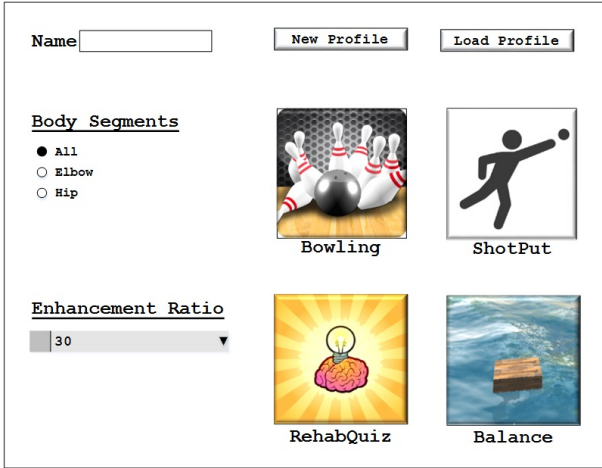 Name
New Profile
Load Profile
Body Segments
All
Elbow
Hip
Bowling
ShotPut
Enhancement Ratio
30
RehabQuiz
Balance